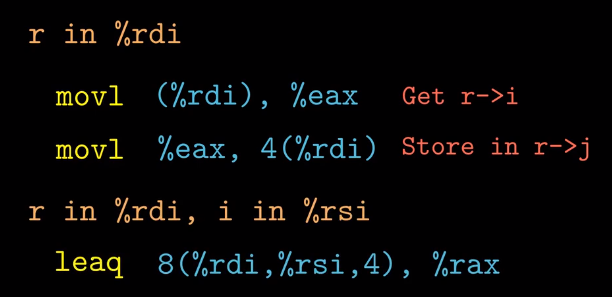 r in %rdi
movl (%rdi), %eax Get r->i
movl %eax, 4(%rdi) Store in r->j
r in %rdi, i in %rsi
leaq 8(%rdi,%rsi,4), %rax